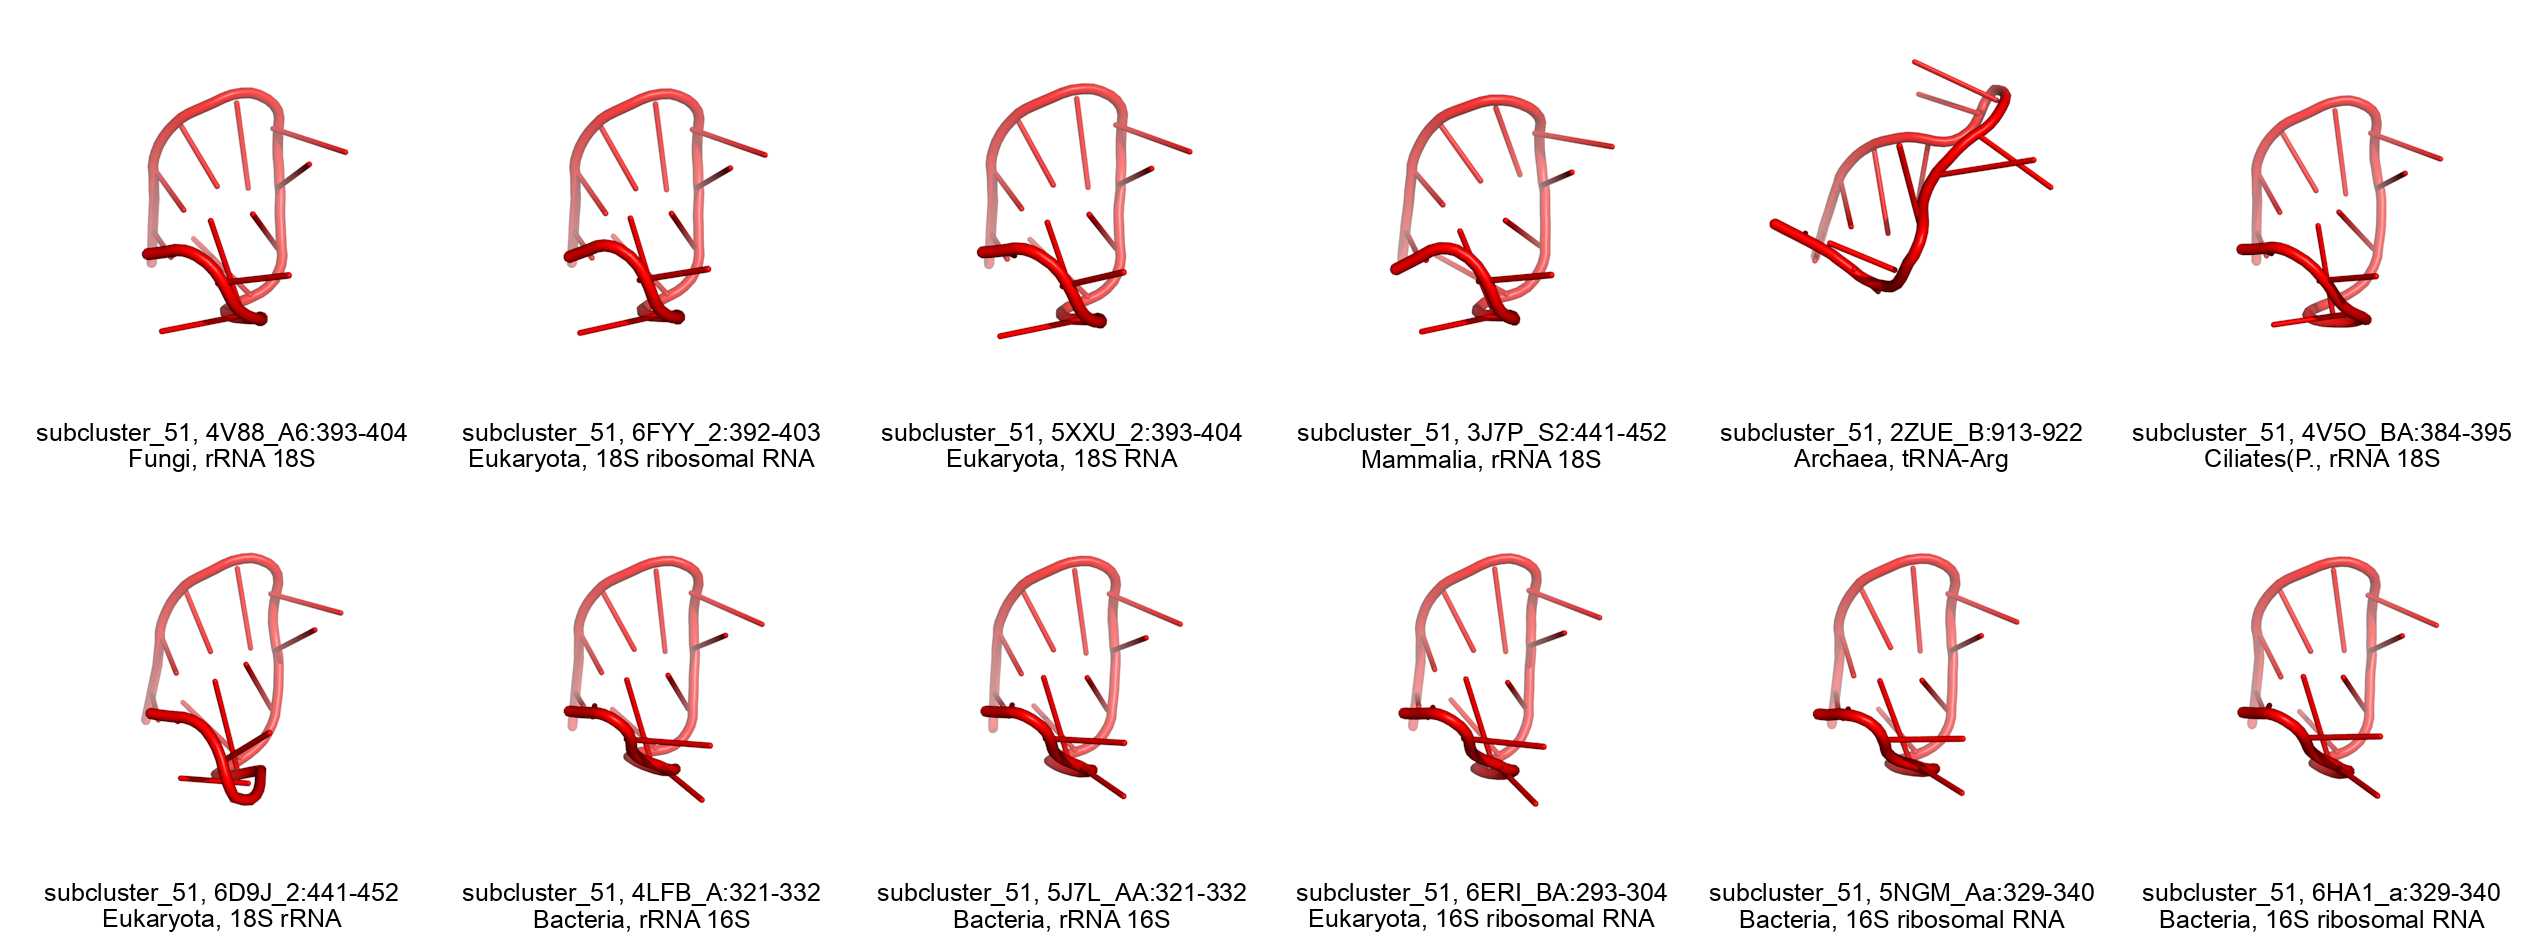 subcluster_51, 4V88_A6:393-404
Fungi, rRNA 18S
subcluster_51, 6FYY_2:392-403
Eukaryota, 18S ribosomal RNA
subcluster_51, 5XXU_2:393-404
Eukaryota, 18S RNA
subcluster_51, 3J7P_S2:441-452
Mammalia, rRNA 18S
subcluster_51, 2ZUE_B:913-922
Archaea, tRNA-Arg
subcluster_51, 4V5O_BA:384-395
Ciliates(P., rRNA 18S
subcluster_51, 6D9J_2:441-452
Eukaryota, 18S rRNA
subcluster_51, 4LFB_A:321-332
Bacteria, rRNA 16S
subcluster_51, 5J7L_AA:321-332
Bacteria, rRNA 16S
subcluster_51, 6ERI_BA:293-304
Eukaryota, 16S ribosomal RNA
subcluster_51, 5NGM_Aa:329-340
Bacteria, 16S ribosomal RNA
subcluster_51, 6HA1_a:329-340
Bacteria, 16S ribosomal RNA